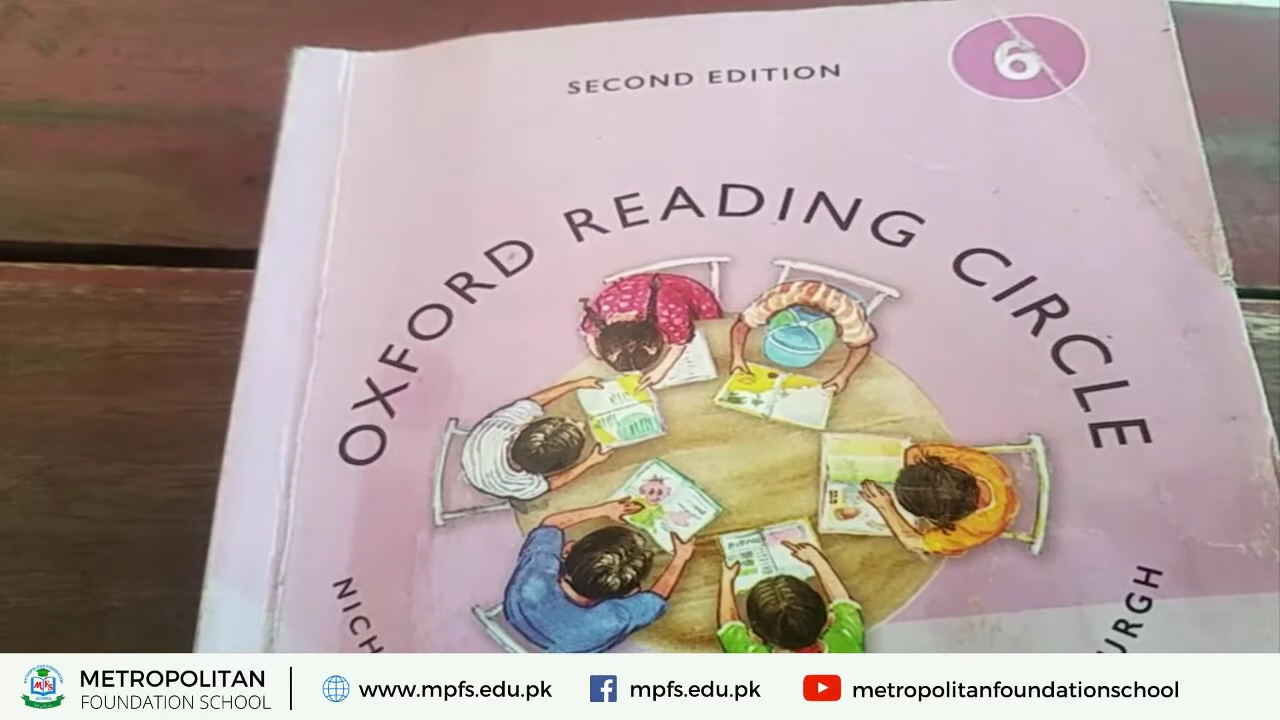 SECOND EDITION
6
OXFORD READING CIRCLE
METROPOLITAN
FOUNDATION SCHOOL
www.mpfs.edu.pk
mpfs.edu.pk
metropolitanfoundationschool